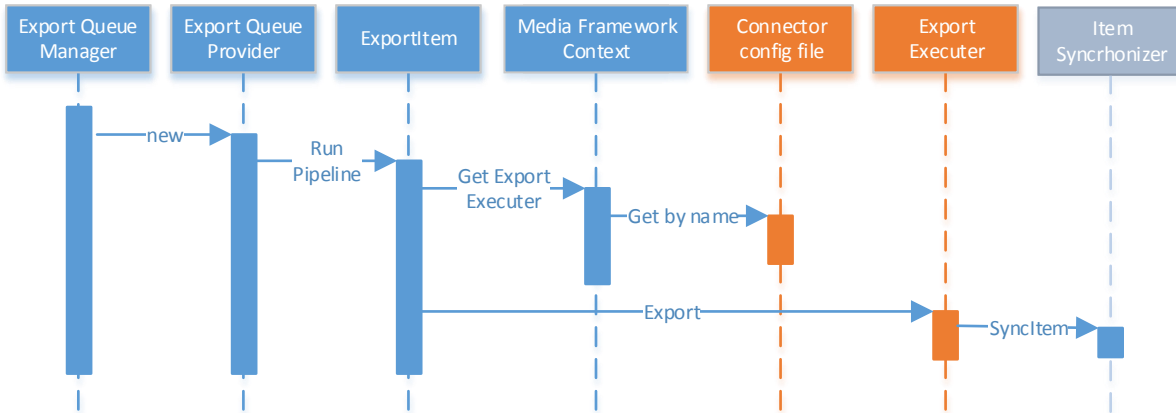 Export Queue
Manager
Export Queue
Provider
ExportItem
Media Framework
Context
Connector
config file
Export
Executer
Item
Syncrhonizer
new
Run
Pipeline
Get Export
Executer
Get by name
Export
SyncItem